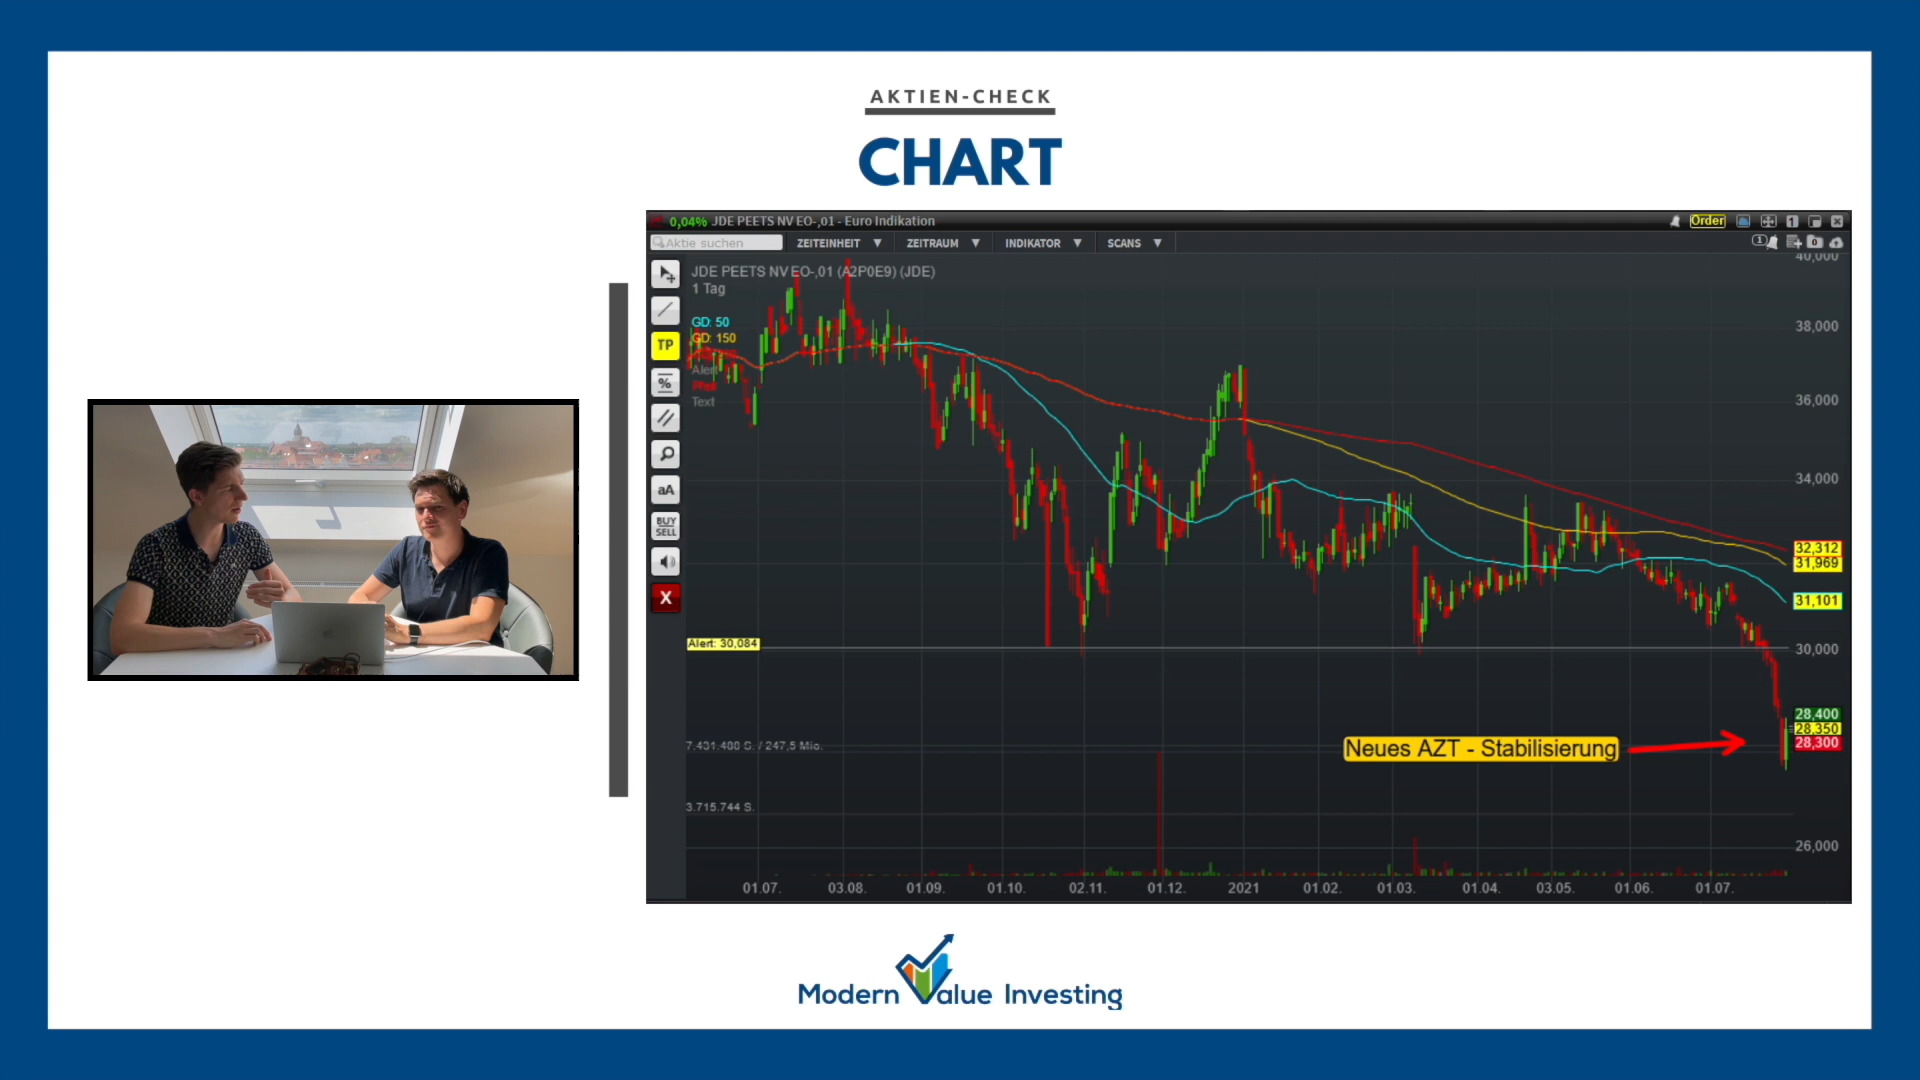 AKTIEN-CHECK
CHART
0,04% JDE PEETS NV EO-,01 - Euro Indikation
Order
1
Aktie suchen
ZEITEINHEIT
ZEITRAUM
INDIKATOR
SCANS
1
0
JDE PEETS NV EO-,01 (A2P0E9) (JDE)
1 Tag
GD: 50
GD: 150
Alert
Text
TP
%
aA
BUY
SELL
X
40,000
38,000
36,000
34,000
32,312
31,969
31,101
Alert: 30,084
30,000
28,400
28,350
28,300
Neues AZT - Stabilisierung
7.431.488 S. / 247,5 Mio.
3.715.744 S.
26,000
01.07. 03.08. 01.09. 01.10. 02.11. 01.12. 2021 01.02. 01.03. 01.04. 03.05. 01.06. 01.07.
Modern Value Investing